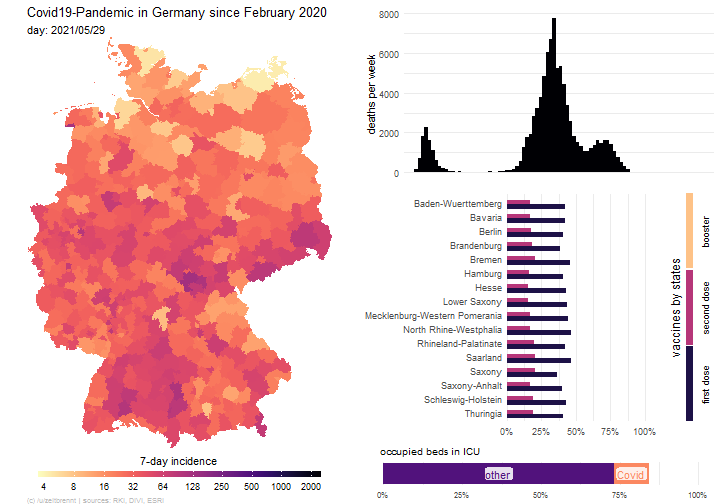 Covid19-Pandemic in Germany since February 2020
day: 2021/05/29
7-day incidence
4 8 16 32 64 128 250 500 1000 2000
(c) /u/zeitbrennt | sources: RKI, DIVI, ESRI
deaths per week
8000
6000
4000
2000
0
Baden-Wuerttemberg
Bavaria
Berlin
Brandenburg
Bremen
Hamburg
Hesse
Lower Saxony
Mecklenburg-Western Pomerania
North Rhine-Westphalia
Rhineland-Palatinate
Saarland
Saxony
Saxony-Anhalt
Schleswig-Holstein
Thuringia
0% 25% 50% 75% 100%
vaccines by states
booster
second dose
first dose
occupied beds in ICU
other Covid
0% 25% 50% 75% 100%